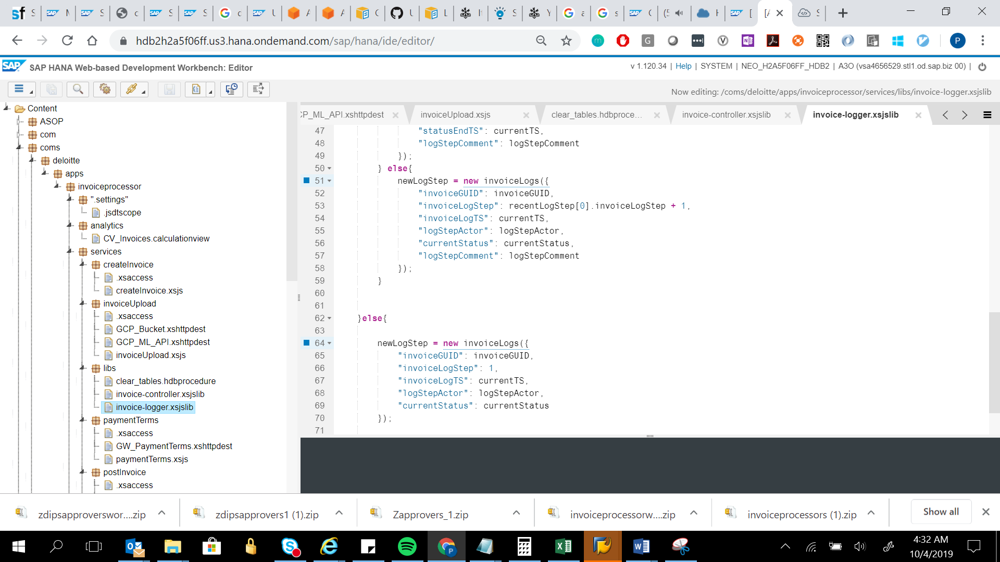 hdb2h2a5f06ff.us3.hana.ondemand.com/sap/hana/ide/editor/
SAP SAP HANA Web-based Development Workbench: Editor
v 1.120.34 | Help | SYSTEM | NEO_H2A5F06FF_HDB2 | A3O (vsa4656529.stl1.od.sap.biz 00) |
Now editing: /coms/deloitte/apps/invoiceprocessor/services/libs/invoice-logger.xsjslib
Content
ASOP
com
coms
deloitte
apps
invoiceprocessor
".settings"
.jsdtscope
analytics
CV_Invoices.calculationview
services
createInvoice
.xsaccess
createInvoice.xsjs
invoiceUpload
.xsaccess
GCP_Bucket.xshttpdest
GCP_ML_API.xshttpdest
invoiceUpload.xsjs
libs
clear_tables.hdbprocedure
invoice-controller.xsjslib
invoice-logger.xsjslib
paymentTerms
.xsaccess
GW_PaymentTerms.xshttpdest
paymentTerms.xsjs
postInvoice
.xsaccess
CP_ML_API.xshttpdest
invoiceUpload.xsjs
clear_tables.hdbproce...
invoice-controller.xsjslib
invoice-logger.xsjslib
47 "statusEndTS": currentTS,
48 "logStepComment": logStepComment
49 });
50 } else{
51 newLogStep = new invoiceLogs({
52 "invoiceGUID": invoiceGUID,
53 "invoiceLogStep": recentLogStep[0].invoiceLogStep + 1,
54 "invoiceLogTS": currentTS,
55 "logStepActor": logStepActor,
56 "currentStatus": currentStatus,
57 "logStepComment": logStepComment
58 });
59 }
60
61
62 }else{
63
64 newLogStep = new invoiceLogs({
65 "invoiceGUID": invoiceGUID,
66 "invoiceLogStep": 1,
67 "invoiceLogTS": currentTS,
68 "logStepActor": logStepActor,
69 "currentStatus": currentStatus
70 });
71
zdipsapproverswor....zip
zdipsapprovers1 (1).zip
Zapprovers_1.zip
invoiceprocessorw....zip
invoiceprocessors (1).zip
Show all
4:32 AM
10/4/2019